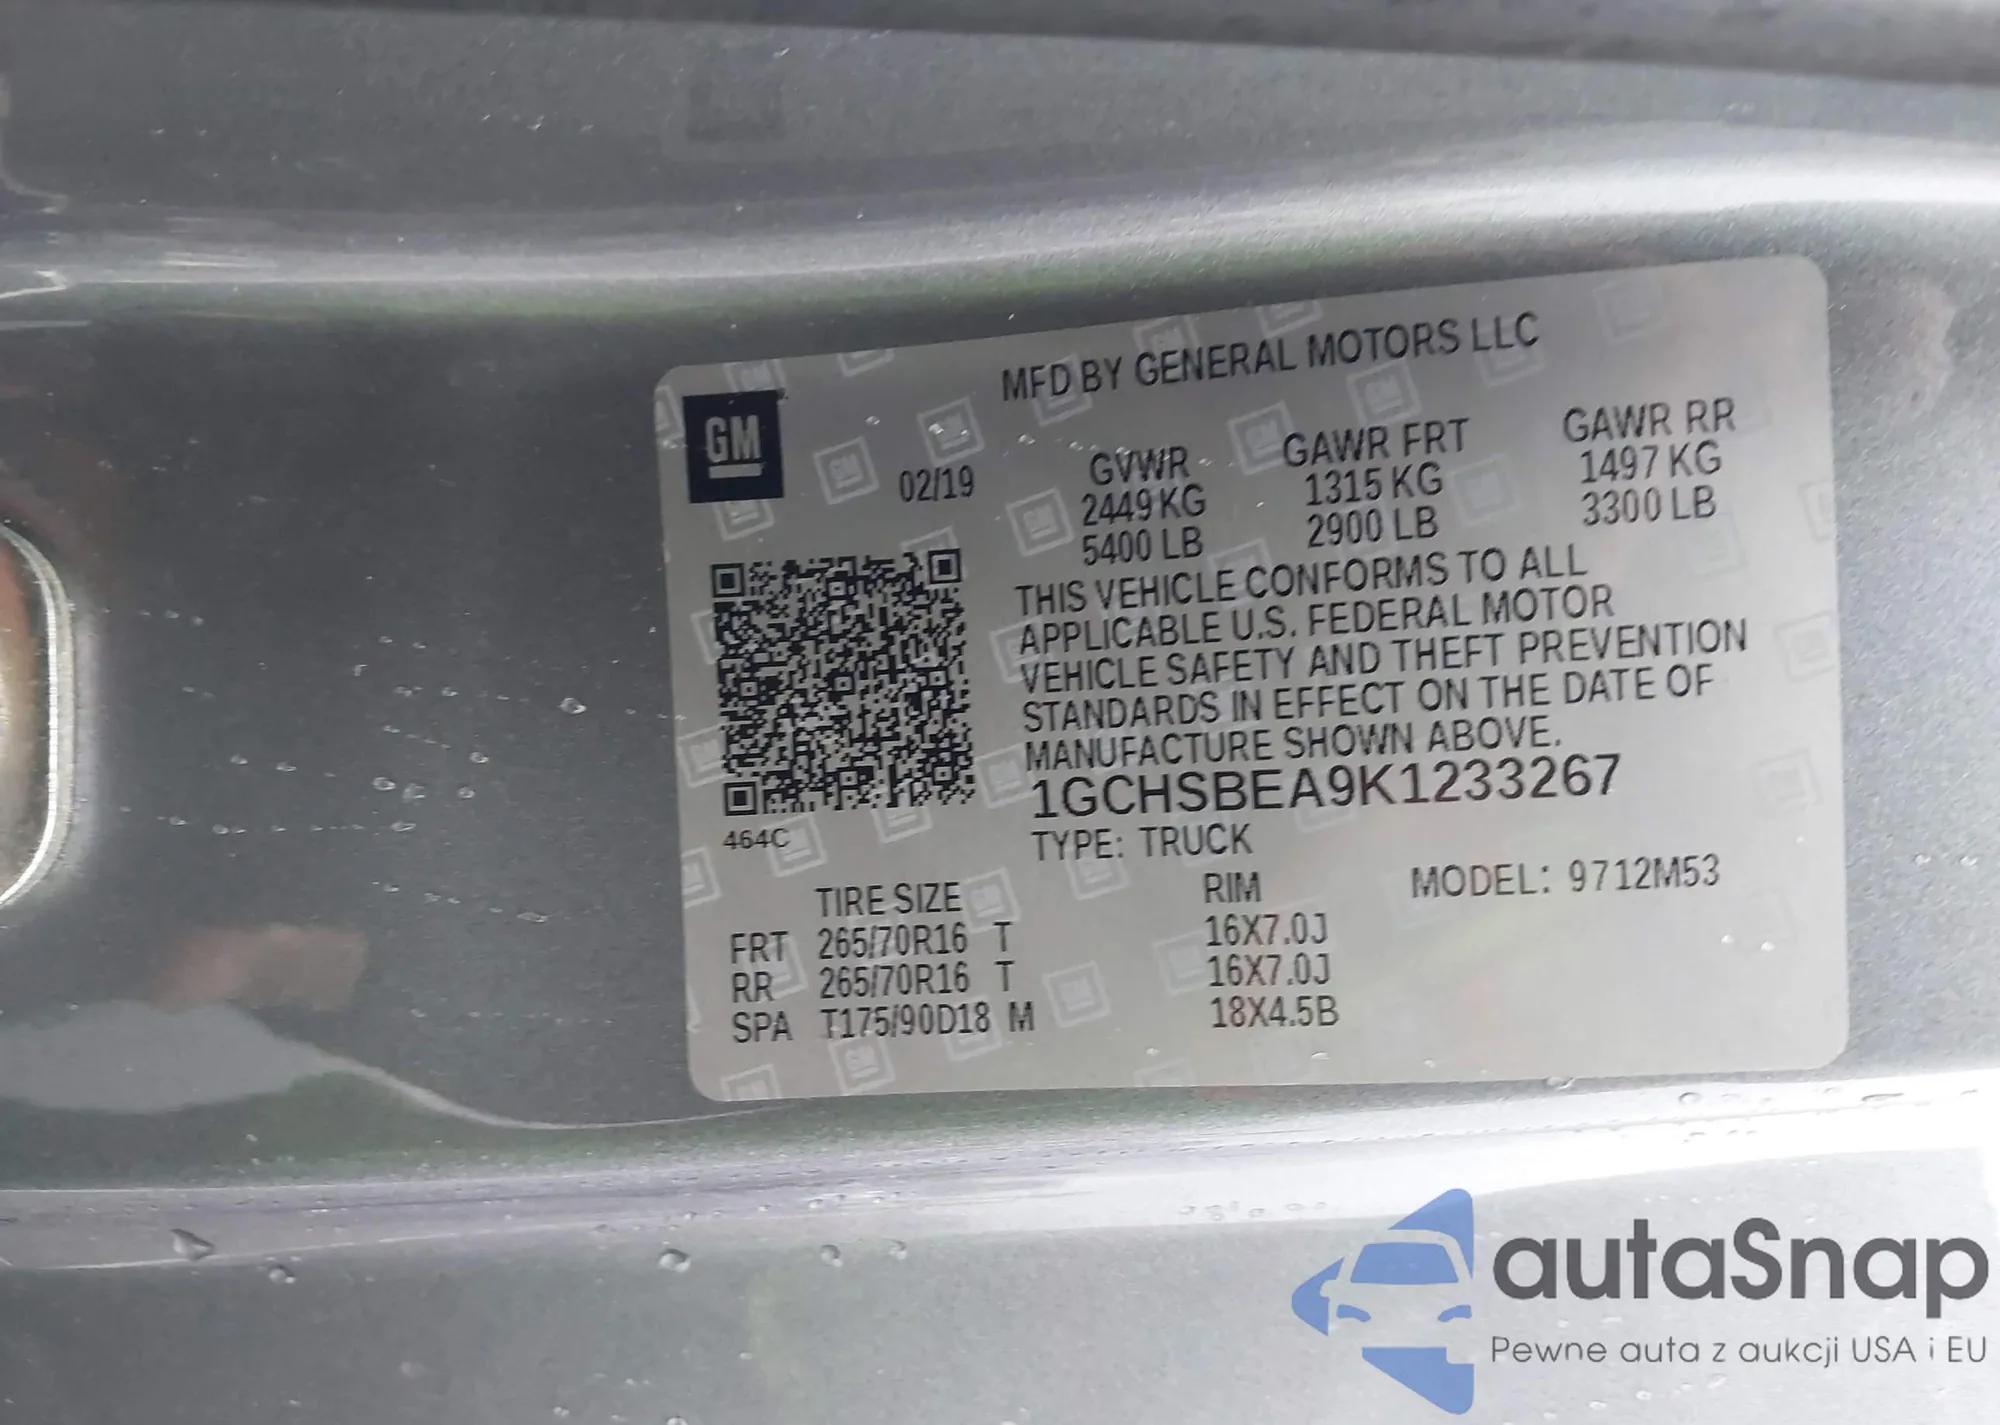 MFD BY GENERAL MOTORS LLC
GM
02/19
GVWR GAWR FRT GAWR RR
2449 KG 1315 KG 1497 KG
5400 LB 2900 LB 3300 LB
THIS VEHICLE CONFORMS TO ALL
APPLICABLE U.S. FEDERAL MOTOR
VEHICLE SAFETY AND THEFT PREVENTION
STANDARDS IN EFFECT ON THE DATE OF
MANUFACTURE SHOWN ABOVE.
1GCHSBEA9K1233267
464C
TYPE: TRUCK
TIRE SIZE RIM MODEL: 9712M53
FRT 265/70R16 T 16X7.0J
RR 265/70R16 T 16X7.0J
SPA T175/90D18 M 18X4.5B
autaSnap
Pewne auta z aukcji USA i EU